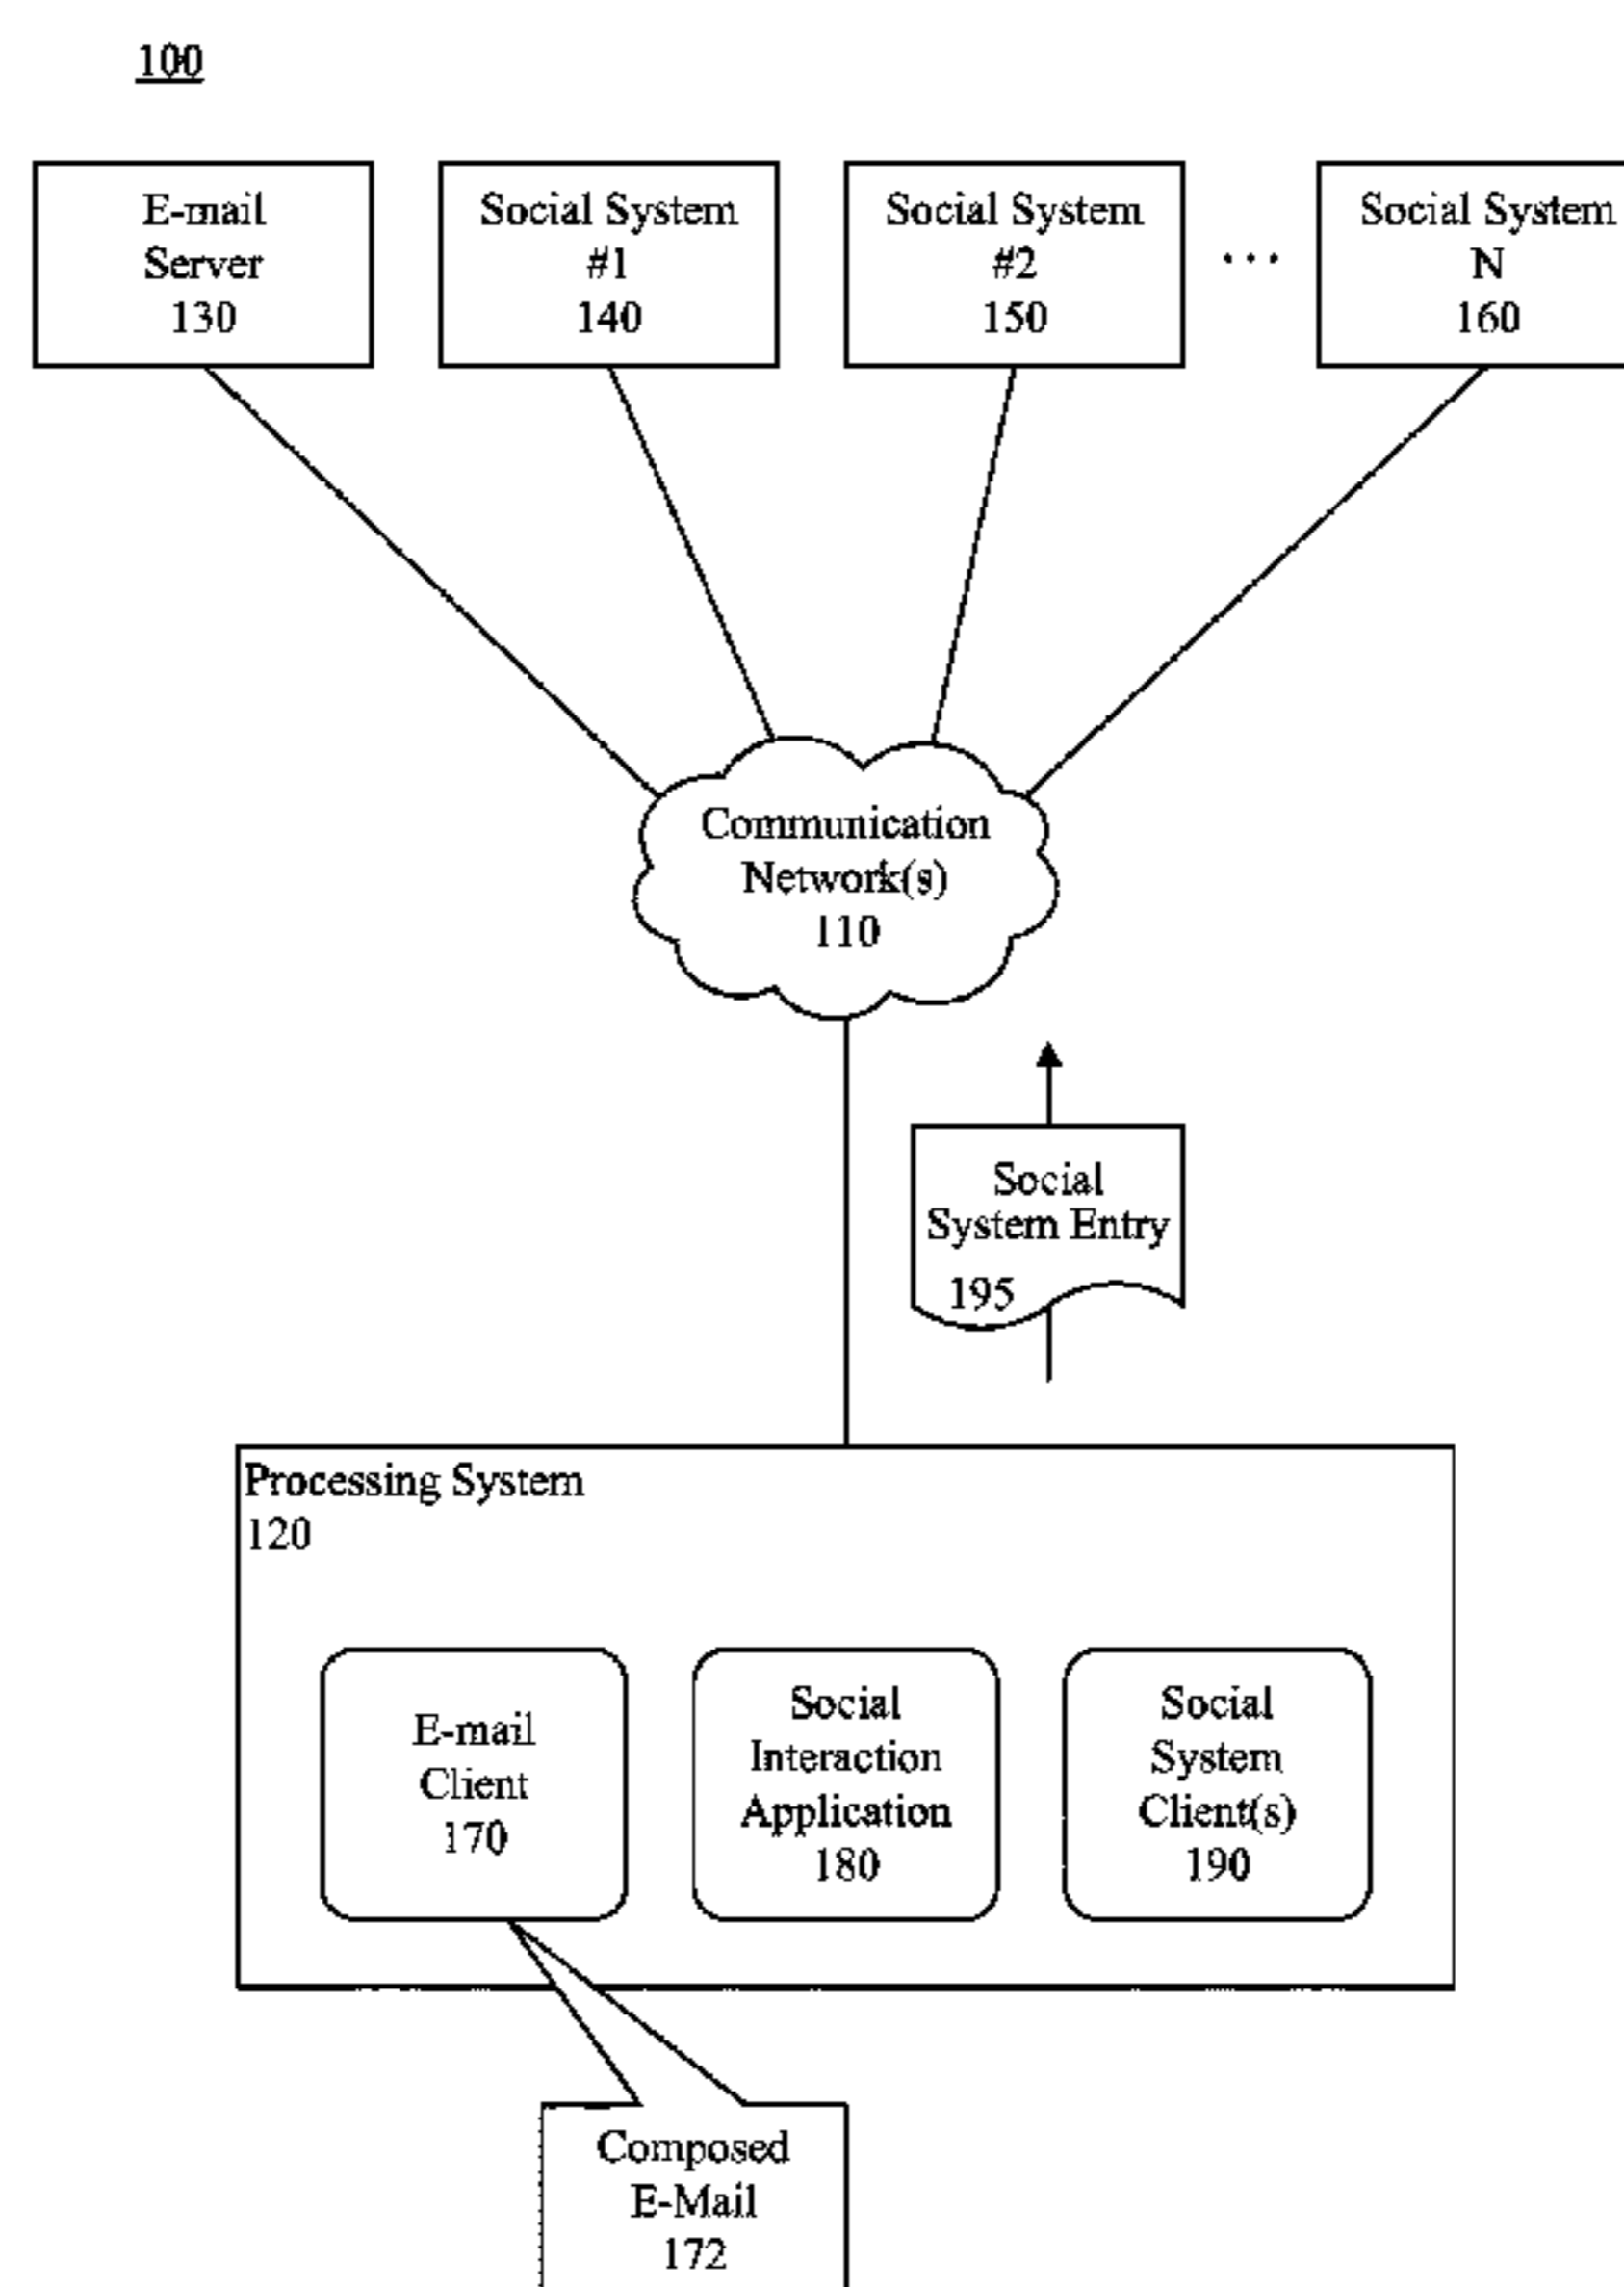 100
E-mail
Server
130
Social System
#1
140
Social System
#2
150
...
Social System
N
160
Communication
Network(s)
110
Social
System Entry
195
Processing System
120
E-mail
Client
170
Social
Interaction
Application
180
Social
System
Client(s)
190
Composed
E-Mail
172